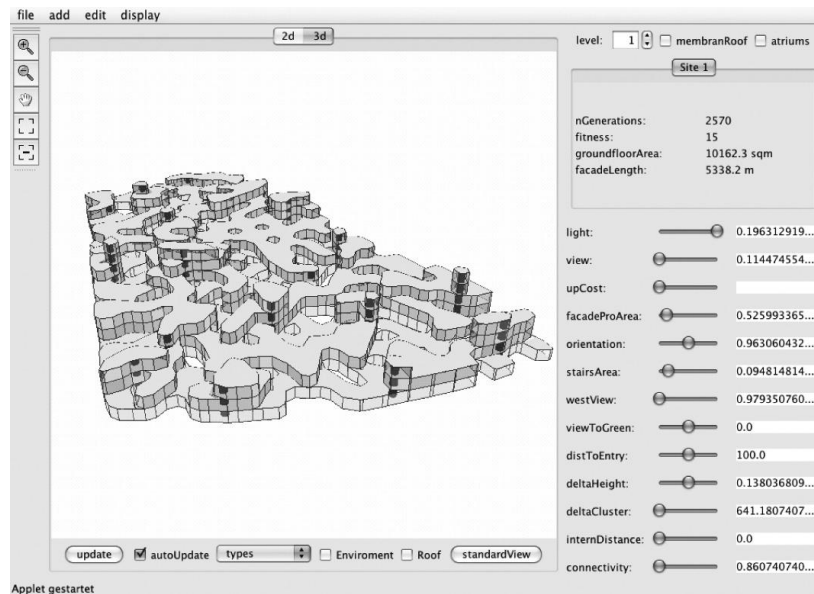 file add edit display
2d 3d
level: 1 membranRoof atriums
Site 1
nGenerations: 2570
fitness: 15
groundfloorArea: 10162.3 sqm
facadeLength: 5338.2 m
light: 0.196312919...
view: 0.114474554...
upCost:
facadeProArea: 0.525993365...
orientation: 0.963060432...
stairsArea: 0.094814814...
westView: 0.979350760...
viewToGreen: 0.0
distToEntry: 100.0
deltaHeight: 0.138036809...
deltaCluster: 641.1807407...
internDistance: 0.0
connectivity: 0.860740740...
update autoUpdate types Enviroment Roof standardView
Applet gestartet